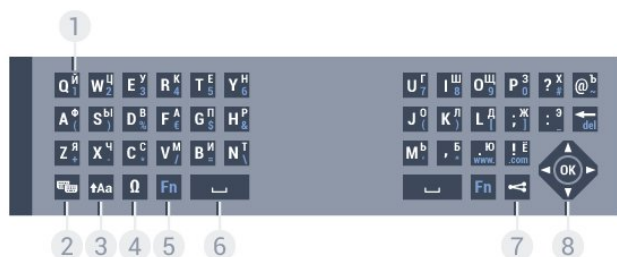 1
Q Й 1 W Ц 2 E У 3 R К 4 T Е 5 Y Н 6 U Г 7 I Ш 8 O Щ 9 P З 0 ? Х # @ Ъ ~
A Ф ( S Ы ) D В % F А € G П $ H Р & J О ( K Л ) L Д [ ; Ж ] : Э _ del
Z Я + X Ч - C С * V М / B И = N Т \ M Ь ' , Б * . Ю www. ! Ё .com
Aa Ω Fn Fn OK
2 3 4 5 6 7 8